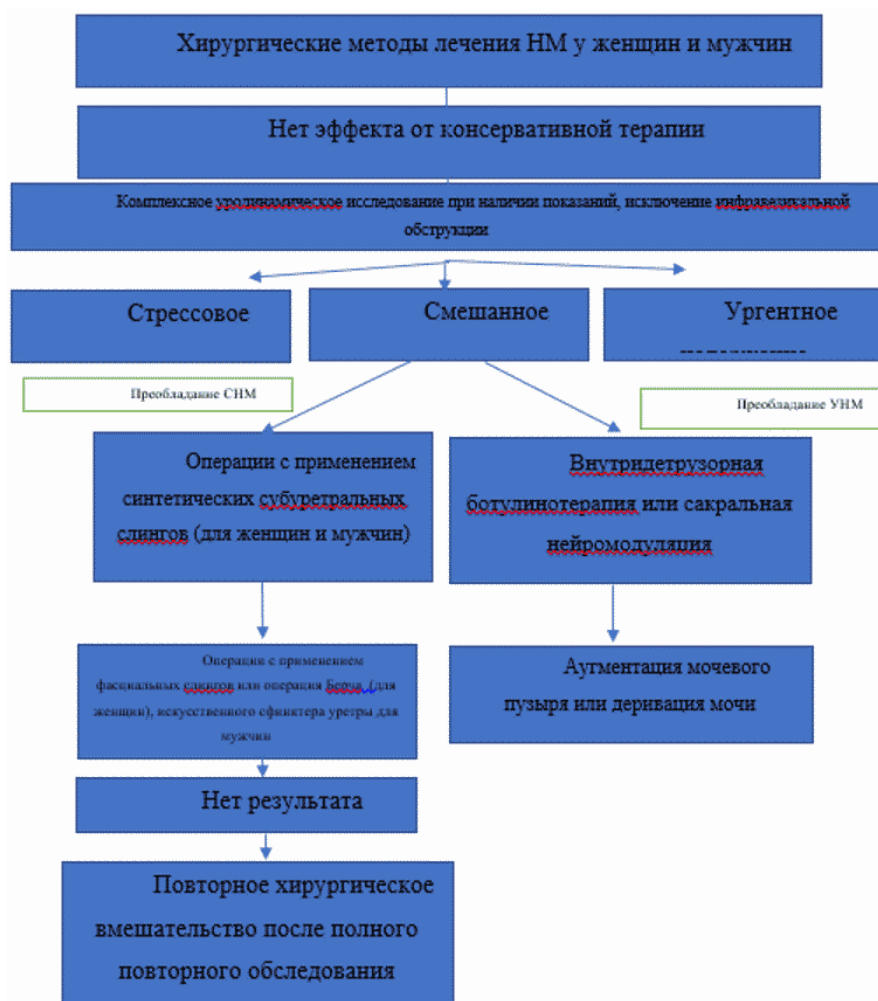 Хирургические методы лечения НМ у женщин и мужчин
Нет эффекта от консервативной терапии
Комплексное уродинамическое исследование при наличии показаний, исключение инфравезикальной
обструкции
Стрессовое
Смешанное
Ургентное
Преобладание СНМ
Преобладание УНМ
Операции с применением
синтетических субуретральных
слингов (для женщин и мужчин)
Внутридетрузорная
ботулинотерапия или сакральная
нейромодуляция
Операции с применением
фасциальных слингов или операция Берча (для
женщин), искусственного сфинктера уретры для
мужчин
Аугментация мочевого
пузыря или деривация мочи
Нет результата
Повторное хирургическое
вмешательство после полного
повторного обследования